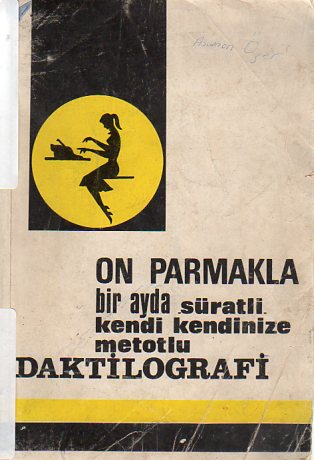 ON PARMAKLA
bir ayda süratli
kendi kendinize
metotlu
DAKTİLOGRAFİ